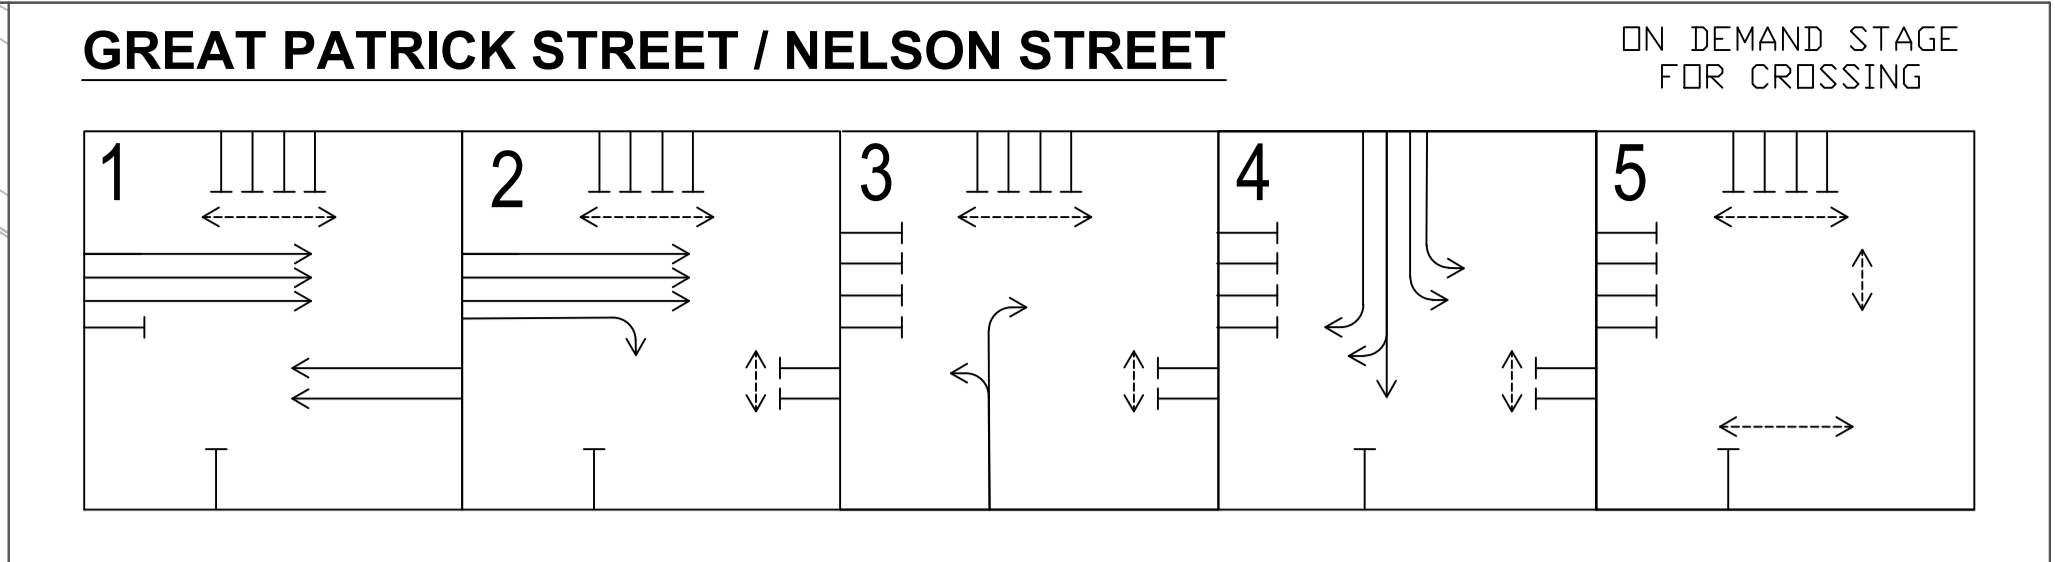 GREAT PATRICK STREET / NELSON STREET
ON DEMAND STAGE
FOR CROSSING
1 2 3 4 5